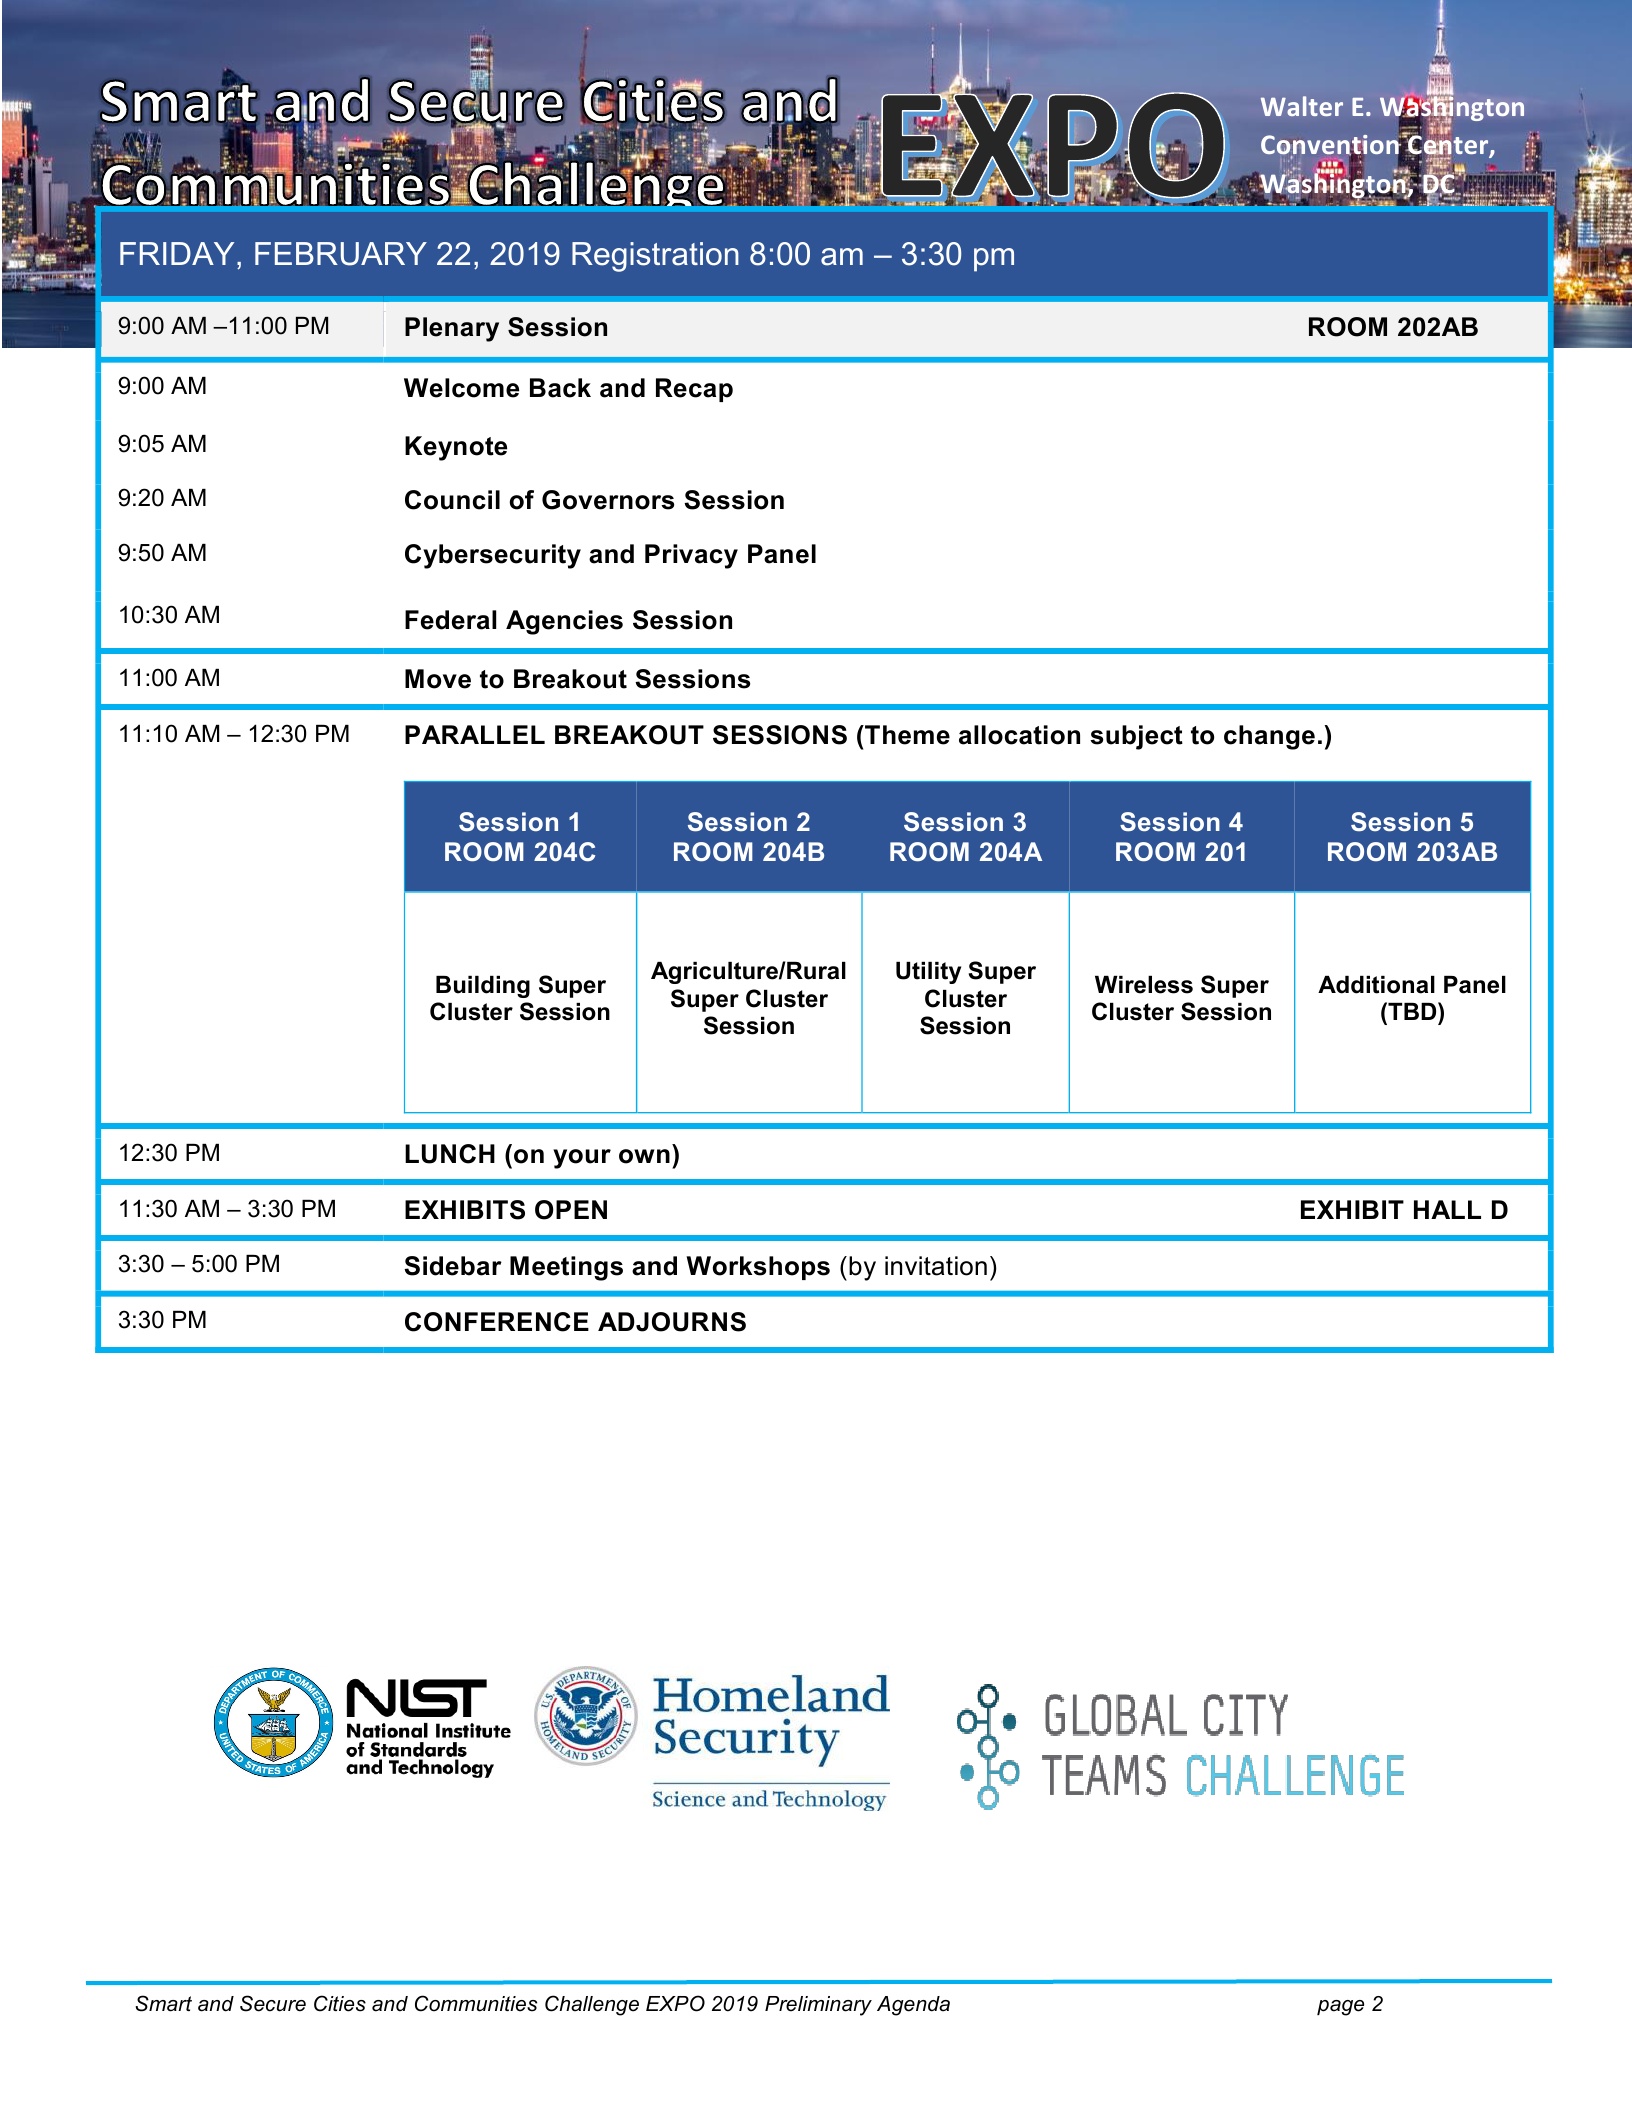 Smart and Secure Cities and
Communities Challenge
EXPO
Walter E. Washington
Convention Center,
Washington, DC
FRIDAY, FEBRUARY 22, 2019 Registration 8:00 am – 3:30 pm
9:00 AM –11:00 PM Plenary Session ROOM 202AB
9:00 AM Welcome Back and Recap
9:05 AM Keynote
9:20 AM Council of Governors Session
9:50 AM Cybersecurity and Privacy Panel
10:30 AM Federal Agencies Session
11:00 AM Move to Breakout Sessions
11:10 AM – 12:30 PM PARALLEL BREAKOUT SESSIONS (Theme allocation subject to change.)
Session 1
ROOM 204C
Session 2
ROOM 204B
Session 3
ROOM 204A
Session 4
ROOM 201
Session 5
ROOM 203AB
Building Super
Cluster Session
Agriculture/Rural
Super Cluster
Session
Utility Super
Cluster
Session
Wireless Super
Cluster Session
Additional Panel
(TBD)
12:30 PM LUNCH (on your own)
11:30 AM – 3:30 PM EXHIBITS OPEN EXHIBIT HALL D
3:30 – 5:00 PM Sidebar Meetings and Workshops (by invitation)
3:30 PM CONFERENCE ADJOURNS
DEPARTMENT OF COMMERCE
UNITED STATES OF AMERICA
NIST
National Institute
of Standards
and Technology
U.S. DEPARTMENT OF
HOMELAND SECURITY
Homeland
Security
Science and Technology
GLOBAL CITY
TEAMS CHALLENGE
Smart and Secure Cities and Communities Challenge EXPO 2019 Preliminary Agenda page 2